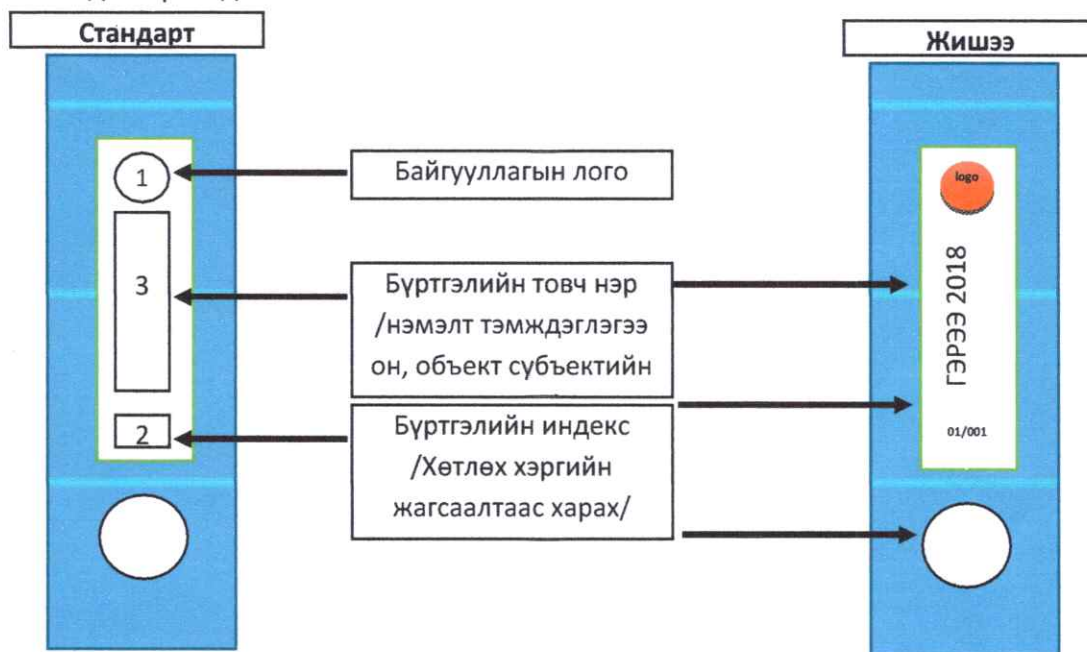 Стандарт
Жишээ
1
3
2
Байгууллагын лого
Бүртгэлийн товч нэр
/нэмэлт тэмждэглэгээ
он, объект субъектийн
Бүртгэлийн индекс
/Хөтлөх хэргийн
жагсаалтаас харах/
logo
ГЭРЭЭ 2018
01/001